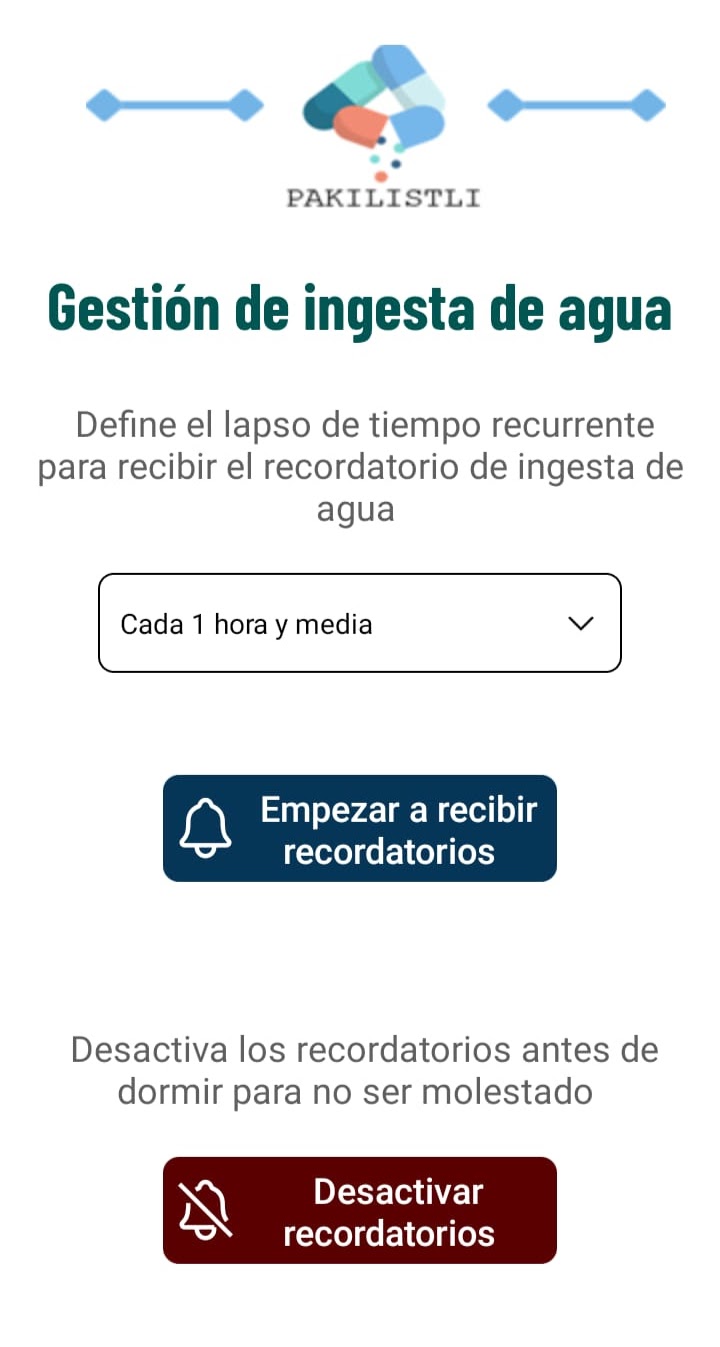 PAKILISTLI
Gestión de ingesta de agua
Define el lapso de tiempo recurrente
para recibir el recordatorio de ingesta de
agua
Cada 1 hora y media
Empezar a recibir
recordatorios
Desactiva los recordatorios antes de
dormir para no ser molestado
Desactivar
recordatorios